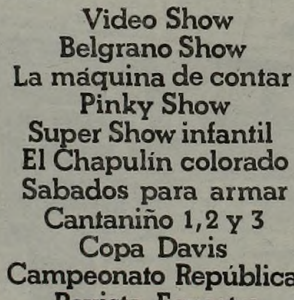 Video Show
Belgrano Show
La máquina de contar
Pinky Show
Super Show infantil
El Chapulín colorado
Sabados para armar
Cantaniño 1, 2 y 3
Copa Davis
Campeonato República